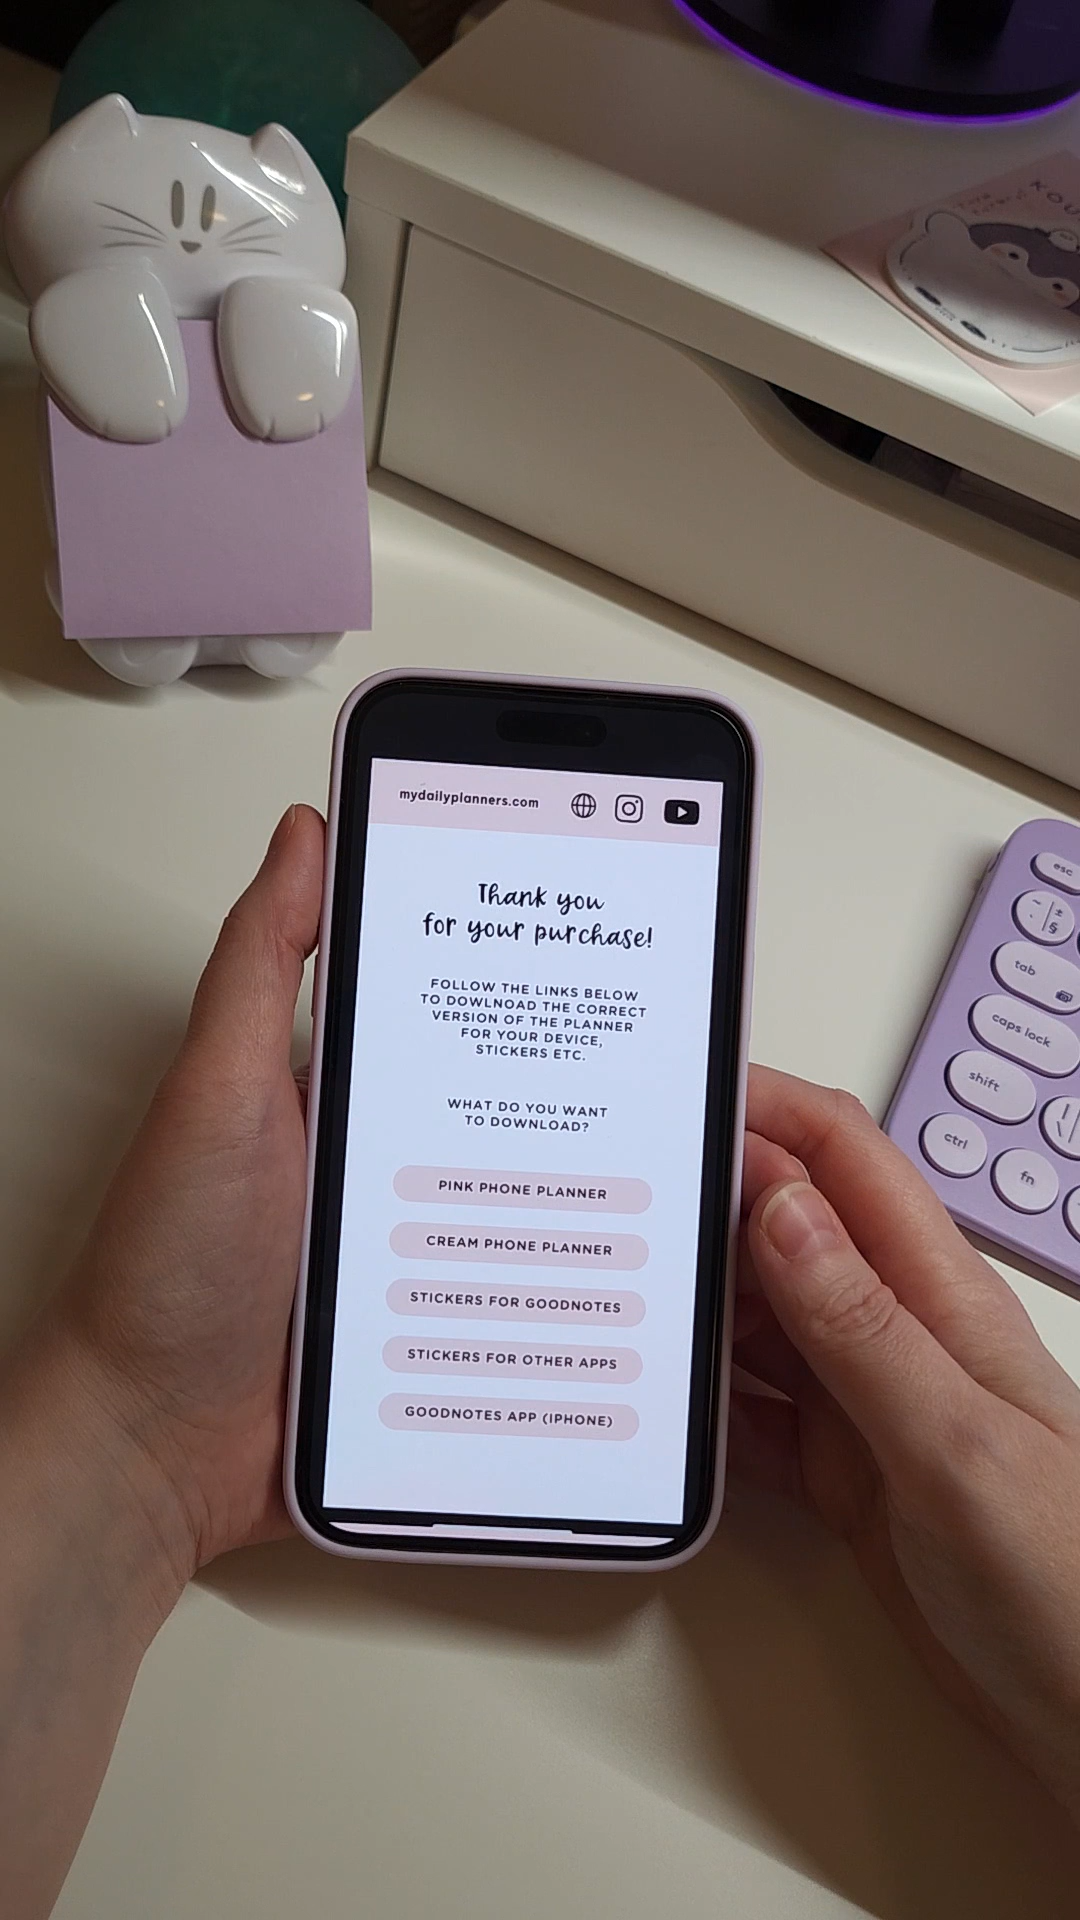 KOU
mydailyplanners.com
Thank you
for your purchase!
FOLLOW THE LINKS BELOW
TO DOWLNOAD THE CORRECT
VERSION OF THE PLANNER
FOR YOUR DEVICE,
STICKERS ETC.
WHAT DO YOU WANT
TO DOWNLOAD?
PINK PHONE PLANNER
CREAM PHONE PLANNER
STICKERS FOR GOODNOTES
STICKERS FOR OTHER APPS
GOODNOTES APP (IPHONE)
esc
~ ±
§
tab
caps lock
shift
|
\
ctrl
fn